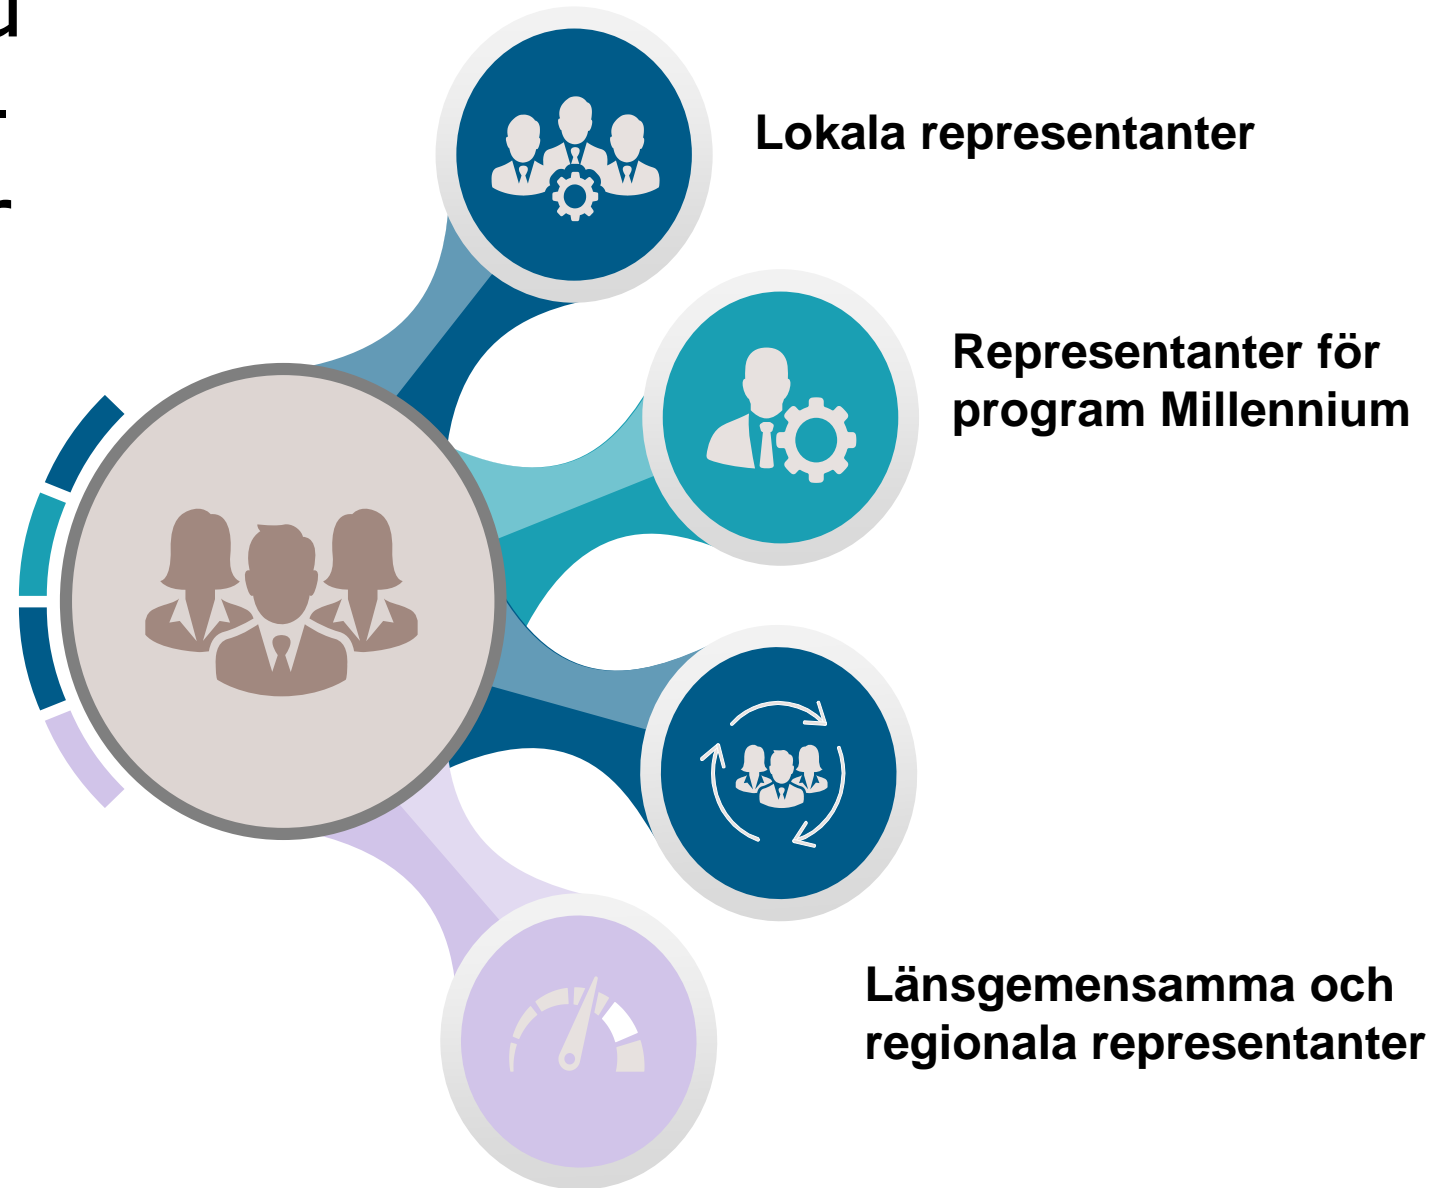 Lokala representanter
Representanter för
program Millennium
Länsgemensamma och
regionala representanter